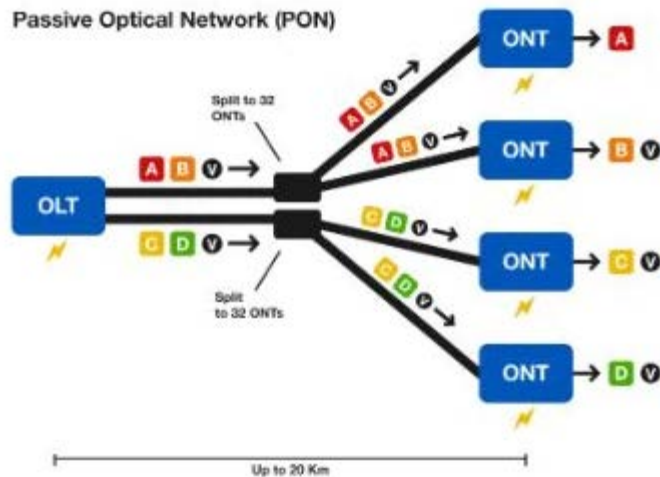 Passive Optical Network (PON)
ONT
A
Split to 32
ONTs
A B V
A B V
ONT
B V
A B V
OLT
C D V
C D V
ONT
C V
C D V
Split
to 32 ONTs
ONT
D V
Up to 20 Km